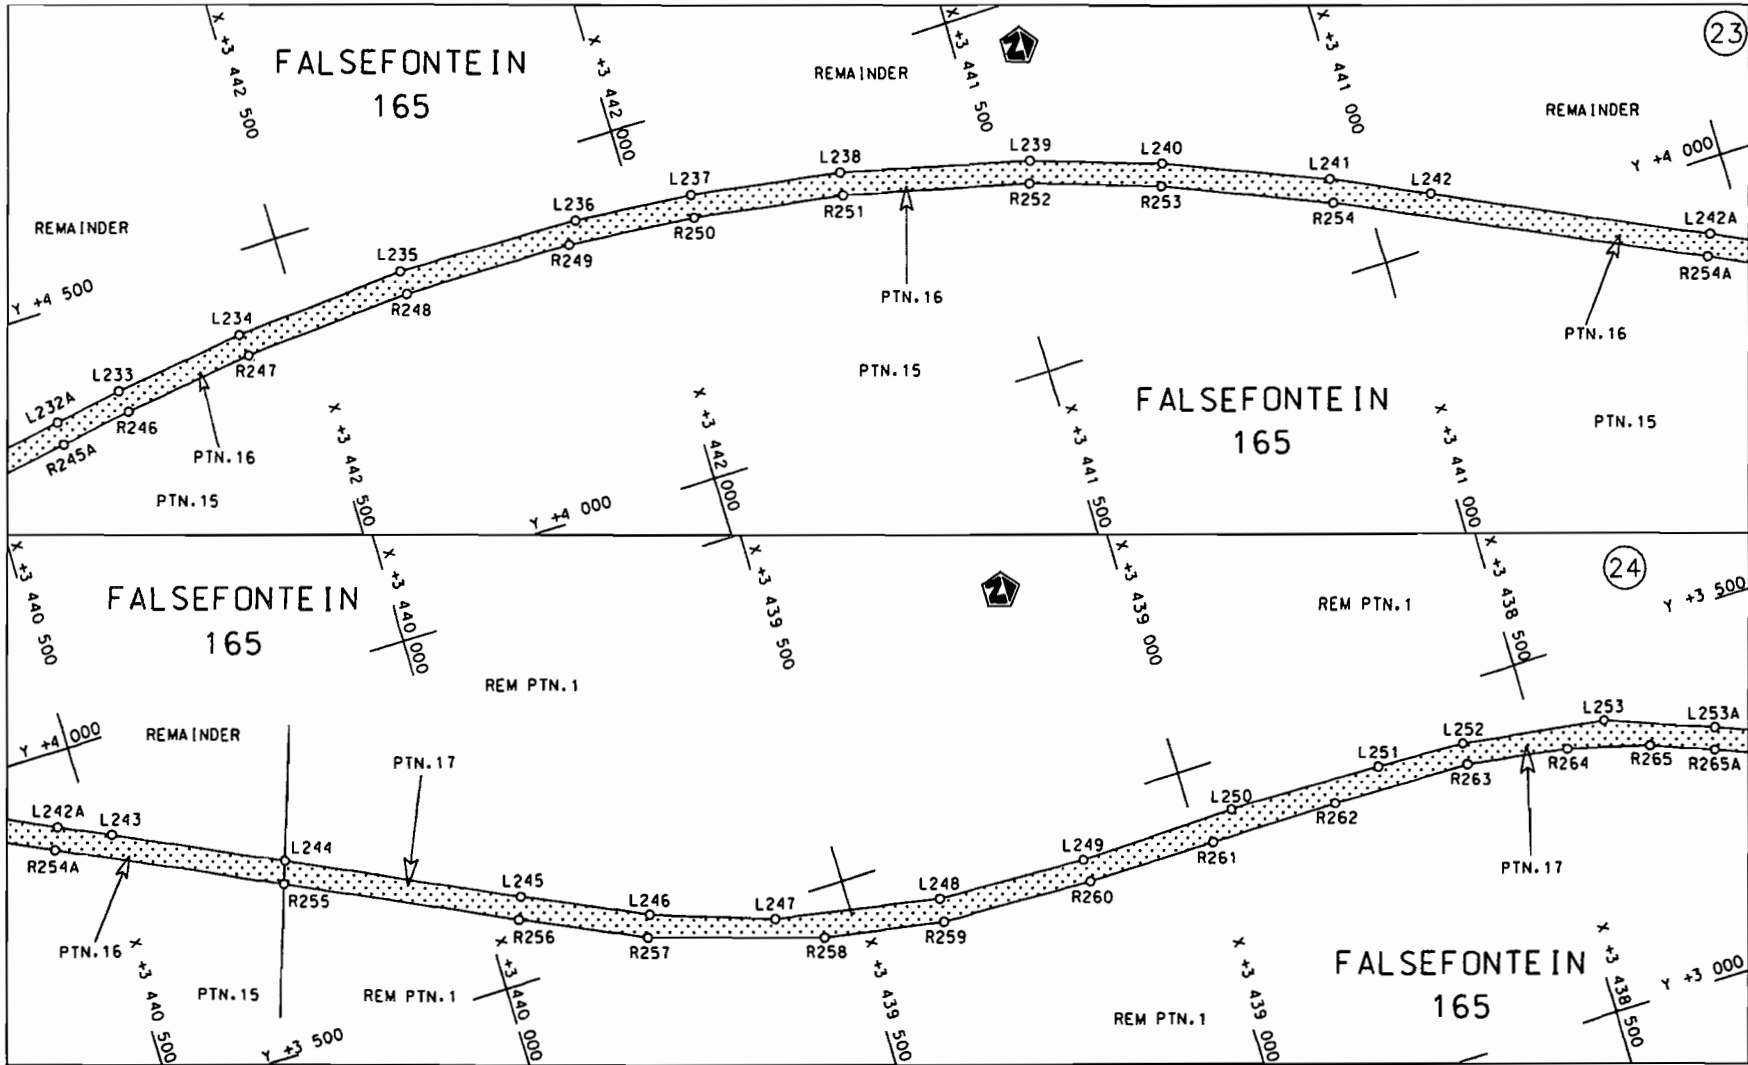 X +3 442 500
X +3 442 000
X +3 441 500
X +3 441 000
23
FALSEFONTEIN
165
REMAINDER
REMAINDER
Y +4 000
REMAINDER
Y +4 500
L232A
L233
L234
L235
L236
L237
L238
L239
L240
L241
L242
L242A
R245A
R246
R247
R248
R249
R250
R251
R252
R253
R254
R254A
PTN.16
PTN.16
PTN.16
PTN.15
PTN.15
PTN.15
FALSEFONTEIN
165
X +3 442 500
Y +4 000
X +3 442 000
X +3 441 500
X +3 441 000
X +3 440 500
X +3 440 000
X +3 439 500
X +3 439 000
X +3 438 500
24
FALSEFONTEIN
165
REM PTN.1
REM PTN.1
Y +3 500
Y +4 000
REMAINDER
PTN.17
L242A
L243
L244
L245
L246
L247
L248
L249
L250
L251
L252
L253
L253A
R254A
R255
R256
R257
R258
R259
R260
R261
R262
R263
R264
R265
R265A
PTN.16
PTN.17
PTN.15
REM PTN.1
REM PTN.1
FALSEFONTEIN
165
Y +3 000
X +3 440 500
Y +3 500
X +3 440 000
X +3 439 500
X +3 439 000
X +3 438 500